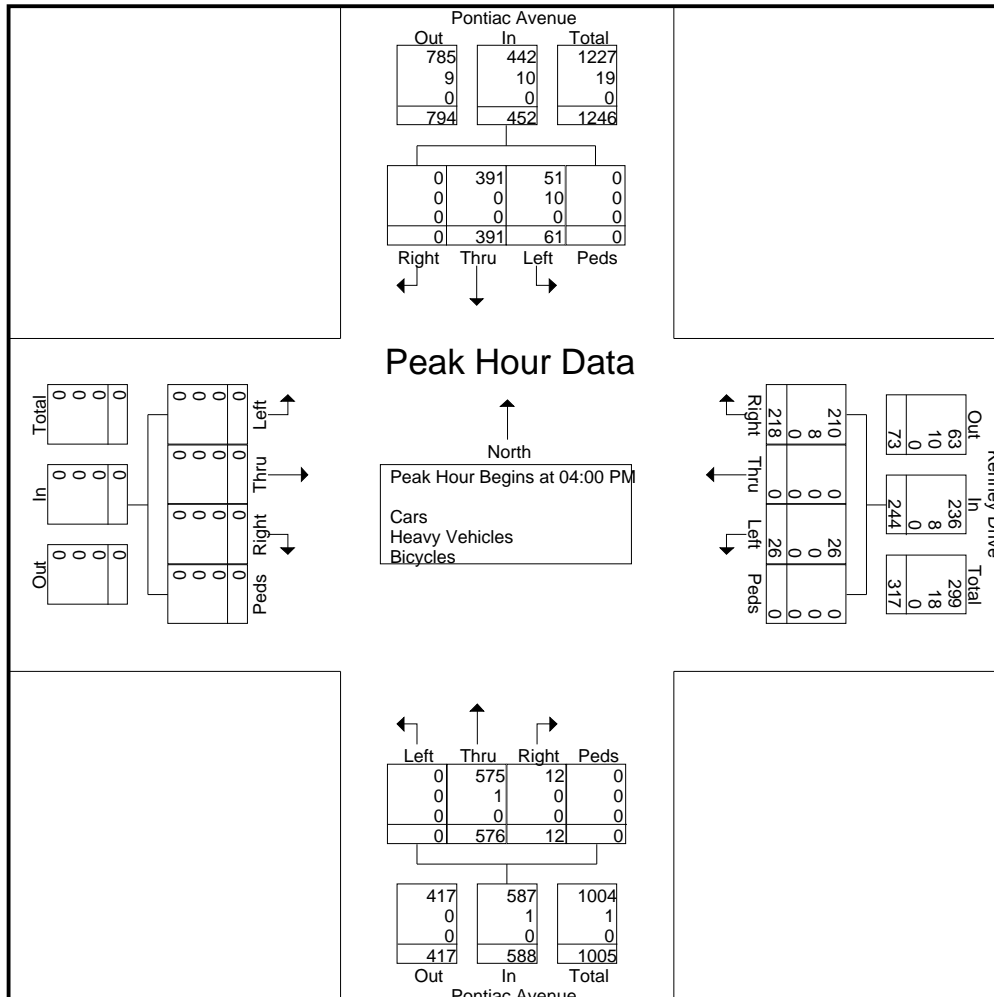 Pontiac Avenue
Out In Total
785 442 1227
9 10 19
0 0 0
794 452 1246
0 391 51 0
0 0 10 0
0 0 0 0
0 391 61 0
Right Thru Left Peds
Peak Hour Data
North
Peak Hour Begins at 04:00 PM
Cars
Heavy Vehicles
Bicycles
Total
0 0 0 0
In
0 0 0 0
Out
0 0 0 0
Left
0 0 0 0
Thru
0 0 0 0
Right
0 0 0 0
Peds
0 0 0 0
Right
210 8 0 218
Thru
0 0 0 0
Left
26 0 0 26
Peds
0 0 0 0
Out
63 10 0 73
In
236 8 0 244
Total
299 18 0 317
Drive
Left Thru Right Peds
0 575 12 0
0 1 0 0
0 0 0 0
0 576 12 0
417 587 1004
0 1 1
0 0 0
417 588 1005
Out In Total
Pontiac Avenue